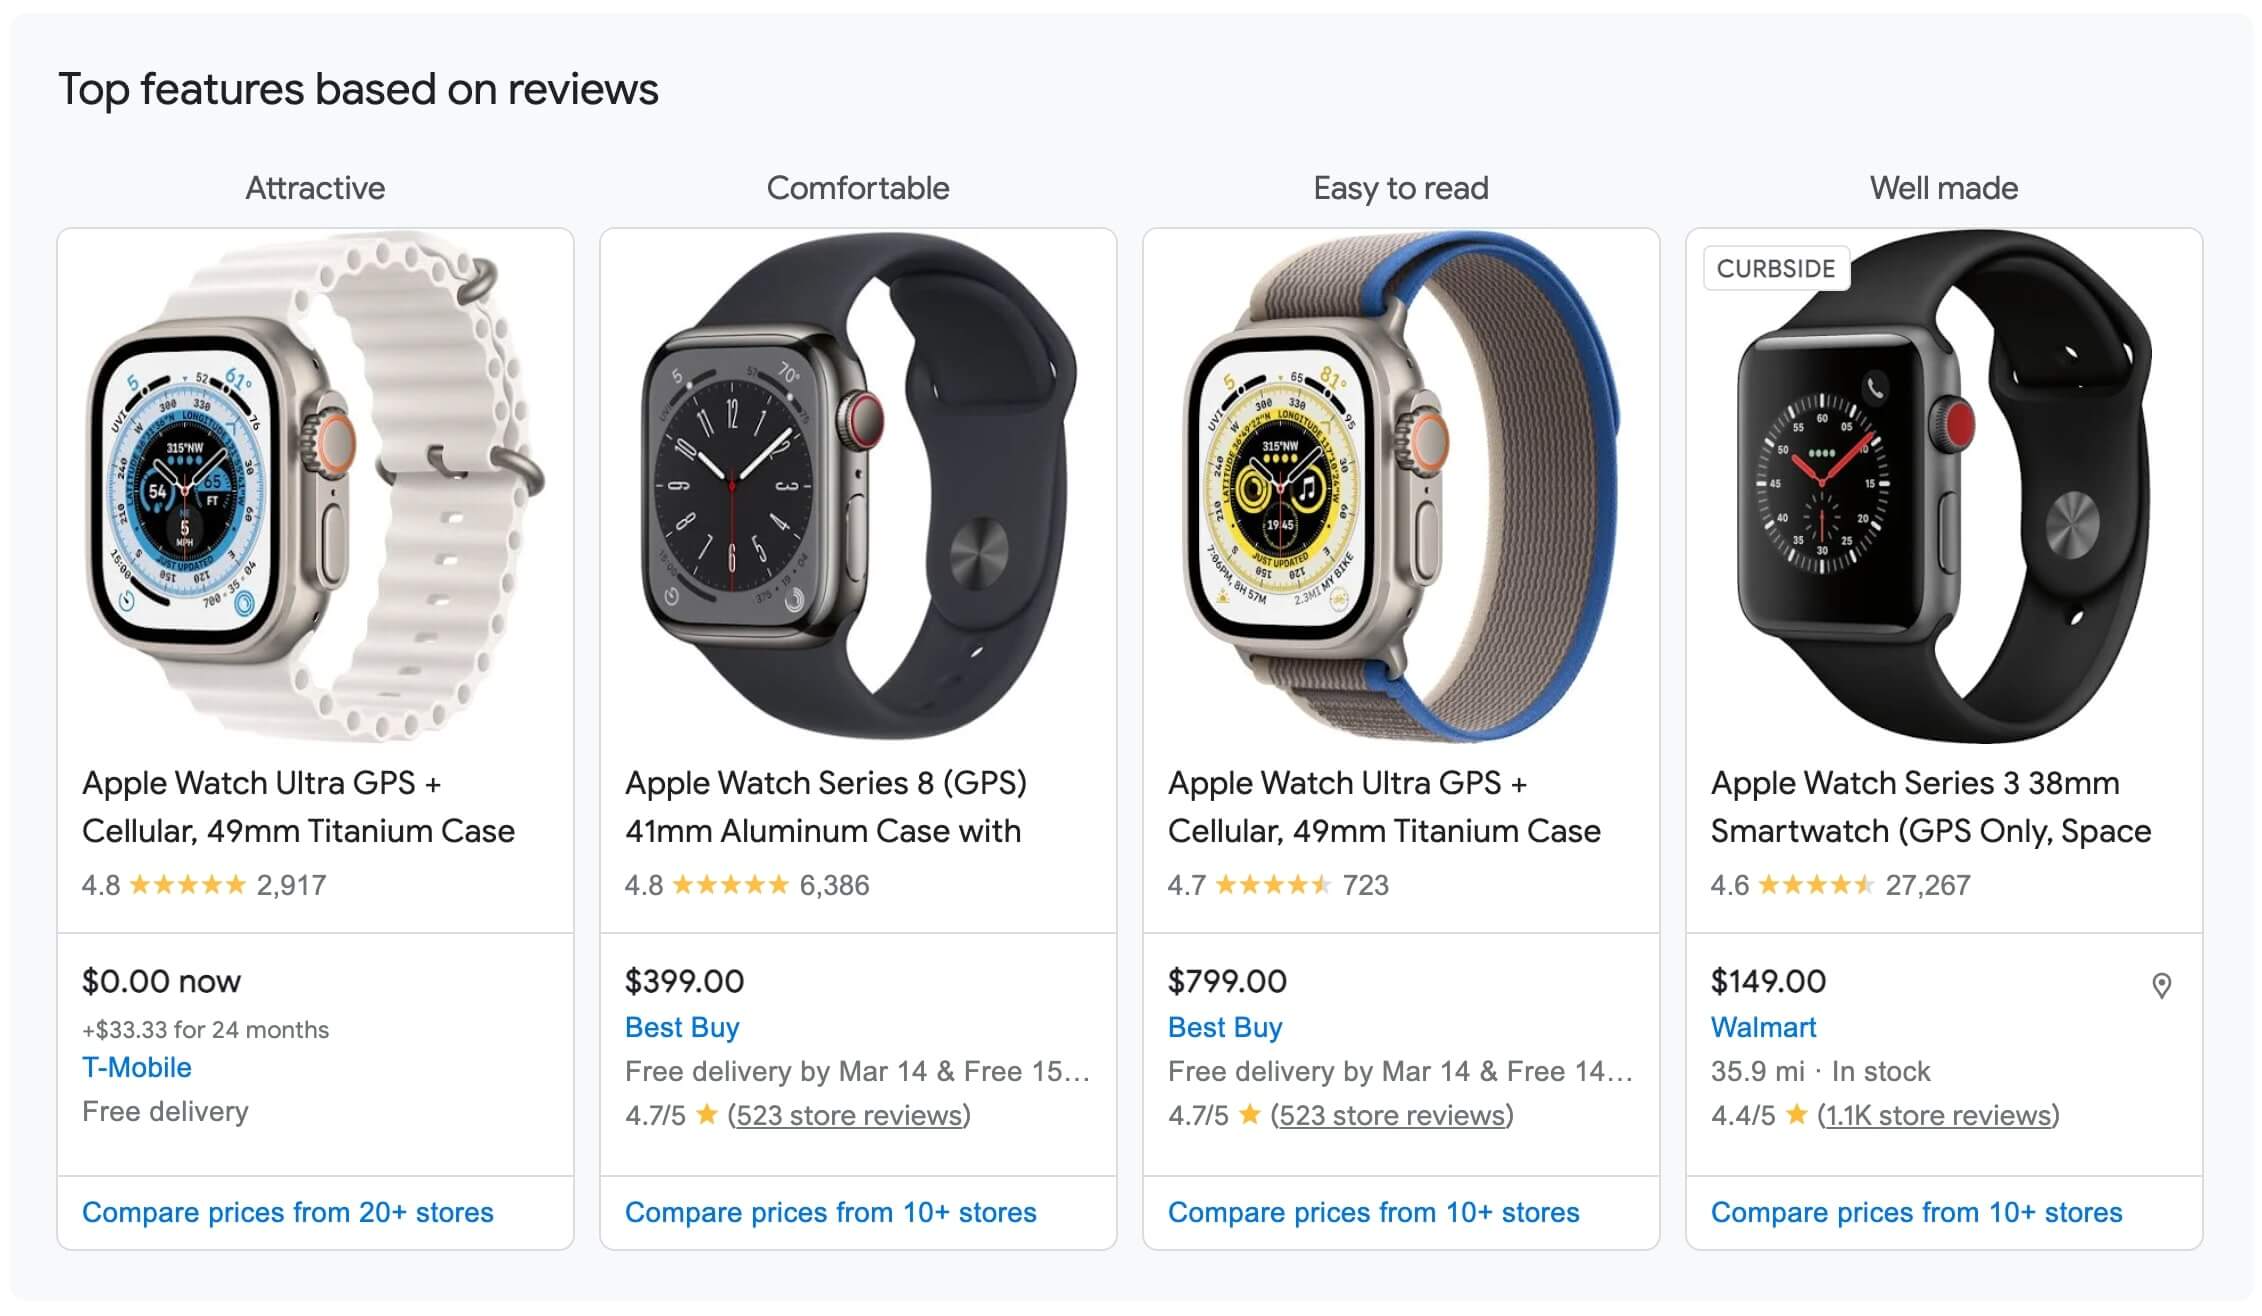 Top features based on reviews
Attractive
Comfortable
Easy to read
Well made
Apple Watch Ultra GPS +
Cellular, 49mm Titanium Case
4.8 ★★★★★ 2,917
$0.00 now
+$33.33 for 24 months
T-Mobile
Free delivery
Compare prices from 20+ stores
Apple Watch Series 8 (GPS)
41mm Aluminum Case with
4.8 ★★★★★ 6,386
$399.00
Best Buy
Free delivery by Mar 14 & Free 15...
4.7/5 ★ (523 store reviews)
Compare prices from 10+ stores
Apple Watch Ultra GPS +
Cellular, 49mm Titanium Case
4.7 ★★★★★ 723
$799.00
Best Buy
Free delivery by Mar 14 & Free 14...
4.7/5 ★ (523 store reviews)
Compare prices from 10+ stores
CURBSIDE
Apple Watch Series 3 38mm
Smartwatch (GPS Only, Space
4.6 ★★★★★ 27,267
$149.00
Walmart
35.9 mi · In stock
4.4/5 ★ (1.1K store reviews)
Compare prices from 10+ stores